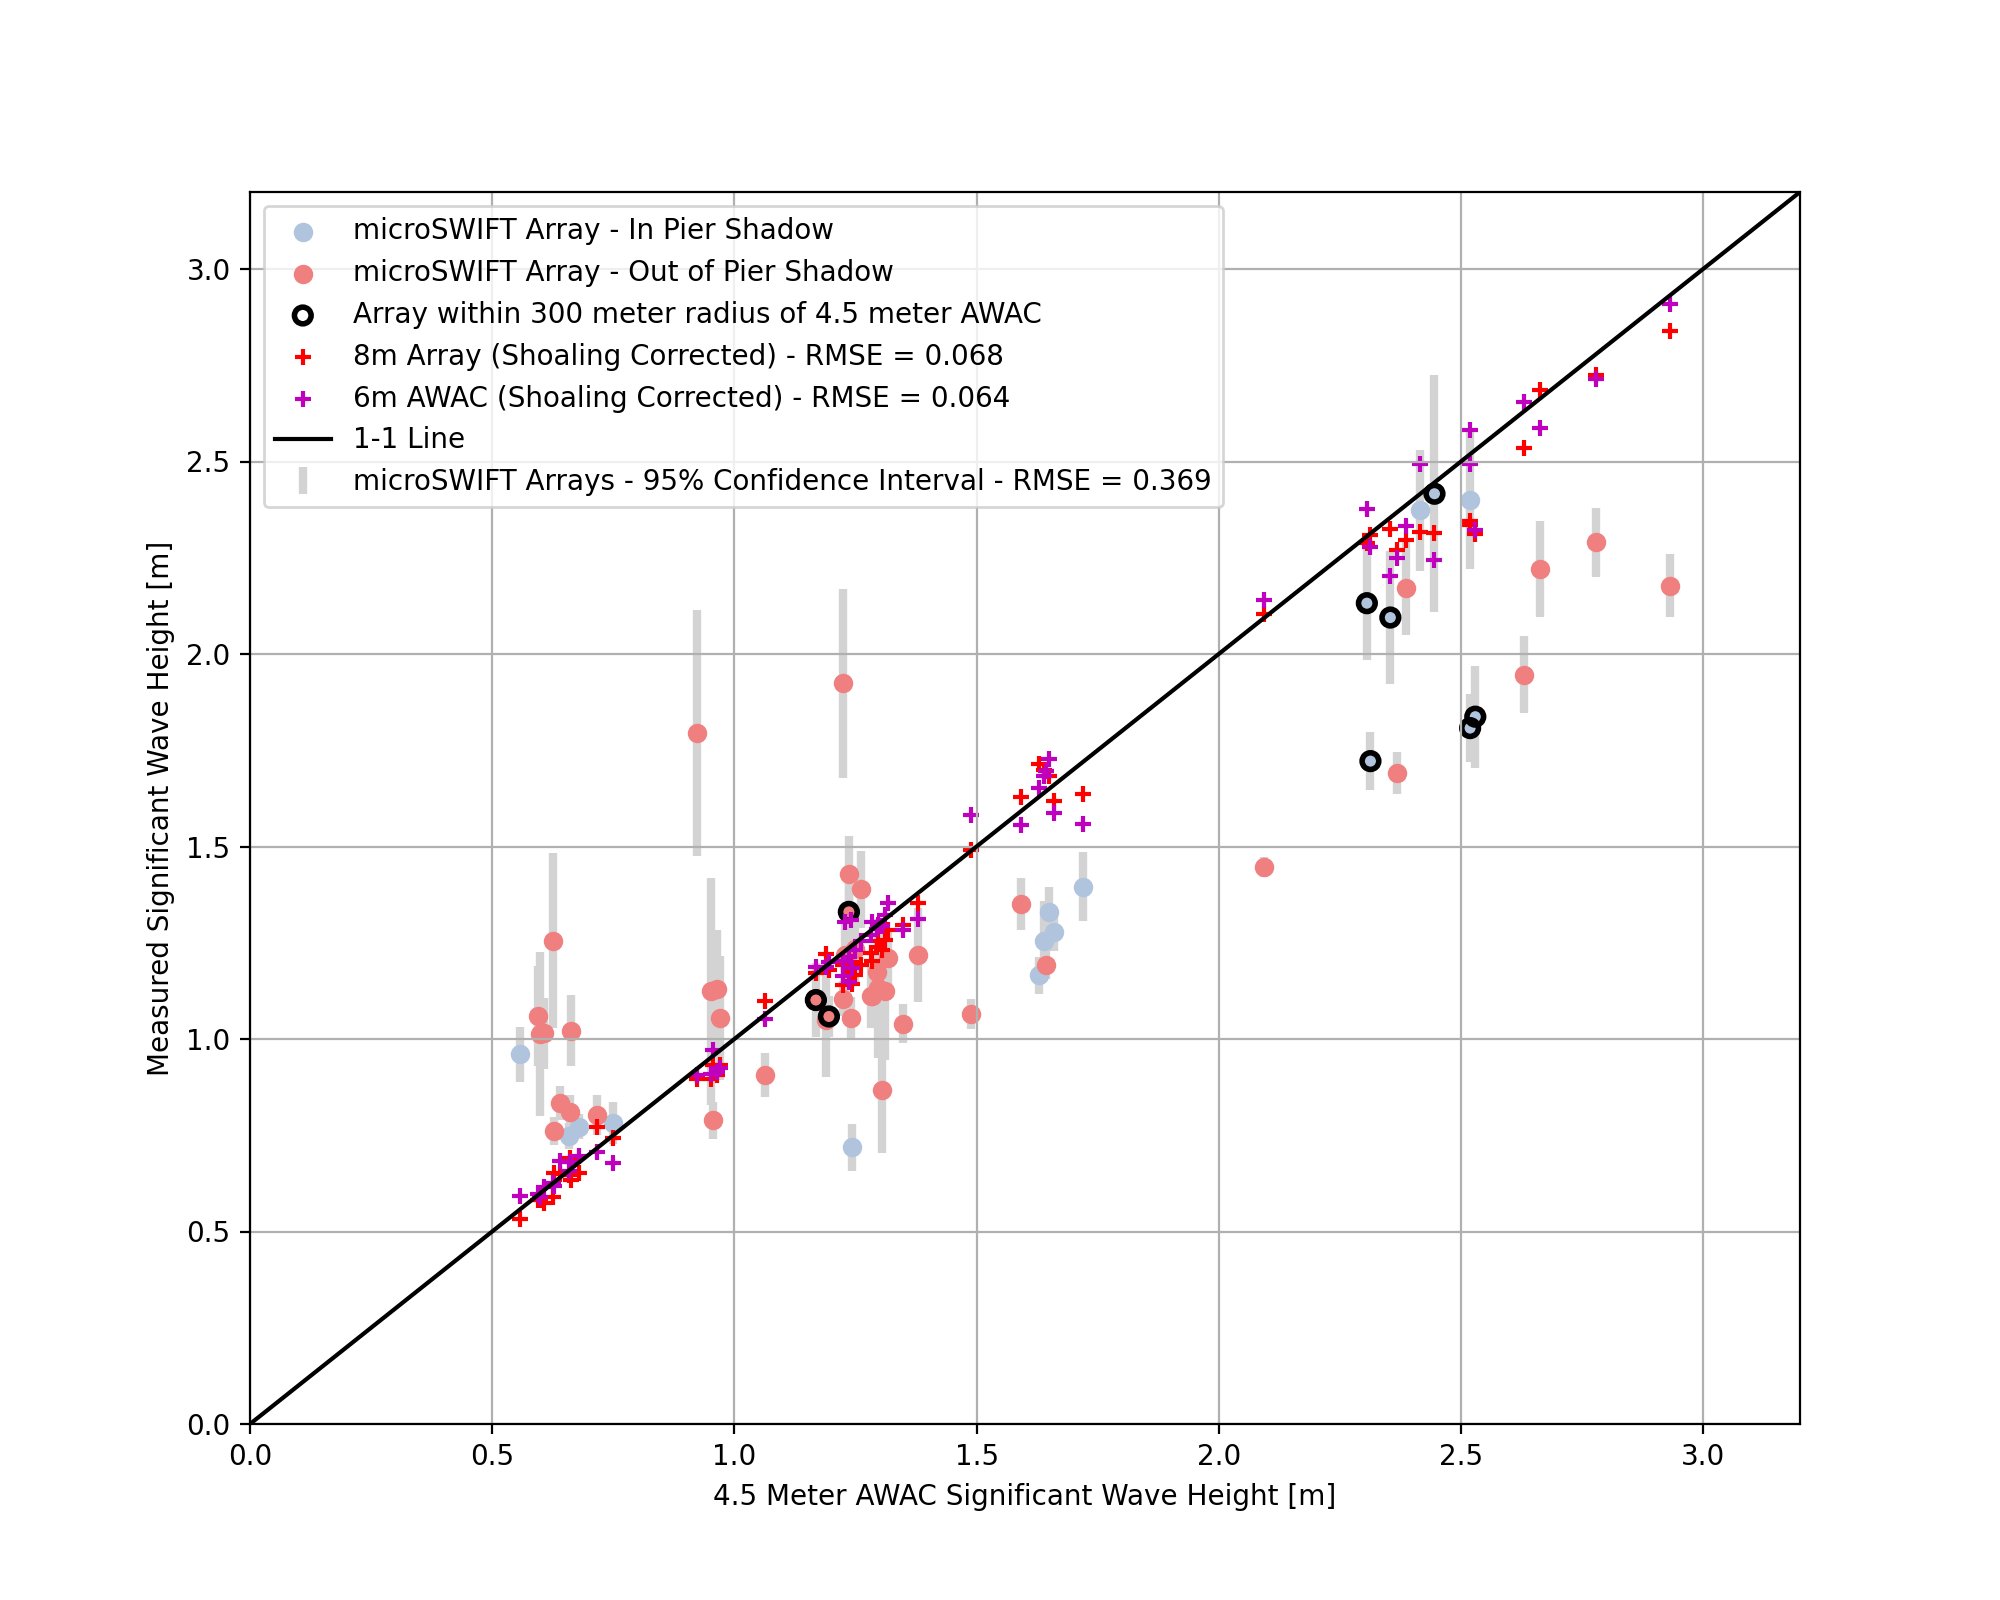 microSWIFT Array - In Pier Shadow
microSWIFT Array - Out of Pier Shadow
Array within 300 meter radius of 4.5 meter AWAC
8m Array (Shoaling Corrected) - RMSE = 0.068
6m AWAC (Shoaling Corrected) - RMSE = 0.064
1-1 Line
microSWIFT Arrays - 95% Confidence Interval - RMSE = 0.369
Measured Significant Wave Height [m]
3.0
2.5
2.0
1.5
1.0
0.5
0.0
0.0 0.5 1.0 1.5 2.0 2.5 3.0
4.5 Meter AWAC Significant Wave Height [m]